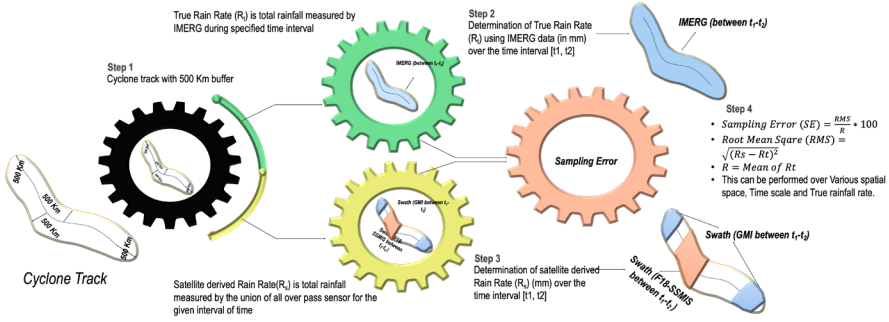 True Rain Rate (Rt) is total rainfall measured by
IMERG during specified time interval
Step 1
Cyclone track with 500 Km buffer
500 Km
500 Km
500 Km
500 Km
Cyclone Track
IMERG (between t1-t2)
Swath (GMI between t1-
t2)
Swath (F18-
SSMIS between
t1-t2)
Satellite derived Rain Rate(Rs) is total rainfall
measured by the union of all over pass sensor for the
given interval of time
Step 2
Determination of True Rain Rate
(Rt) using IMERG data (in mm)
over the time interval [t1, t2]
IMERG (between t1-t2)
Sampling Error
Step 3
Determination of satellite derived
Rain Rate (Rs) (mm) over the
time interval [t1, t2]
Step 4
• Sampling Error (SE) = RMS/R * 100
• Root Mean Sqare (RMS) =
√(Rs − Rt)²
• R = Mean of Rt
• This can be performed over Various spatial
space, Time scale and True rainfall rate.
Swath (GMI between t1-t2)
Swath (F18-SSMIS
between t1-t2)